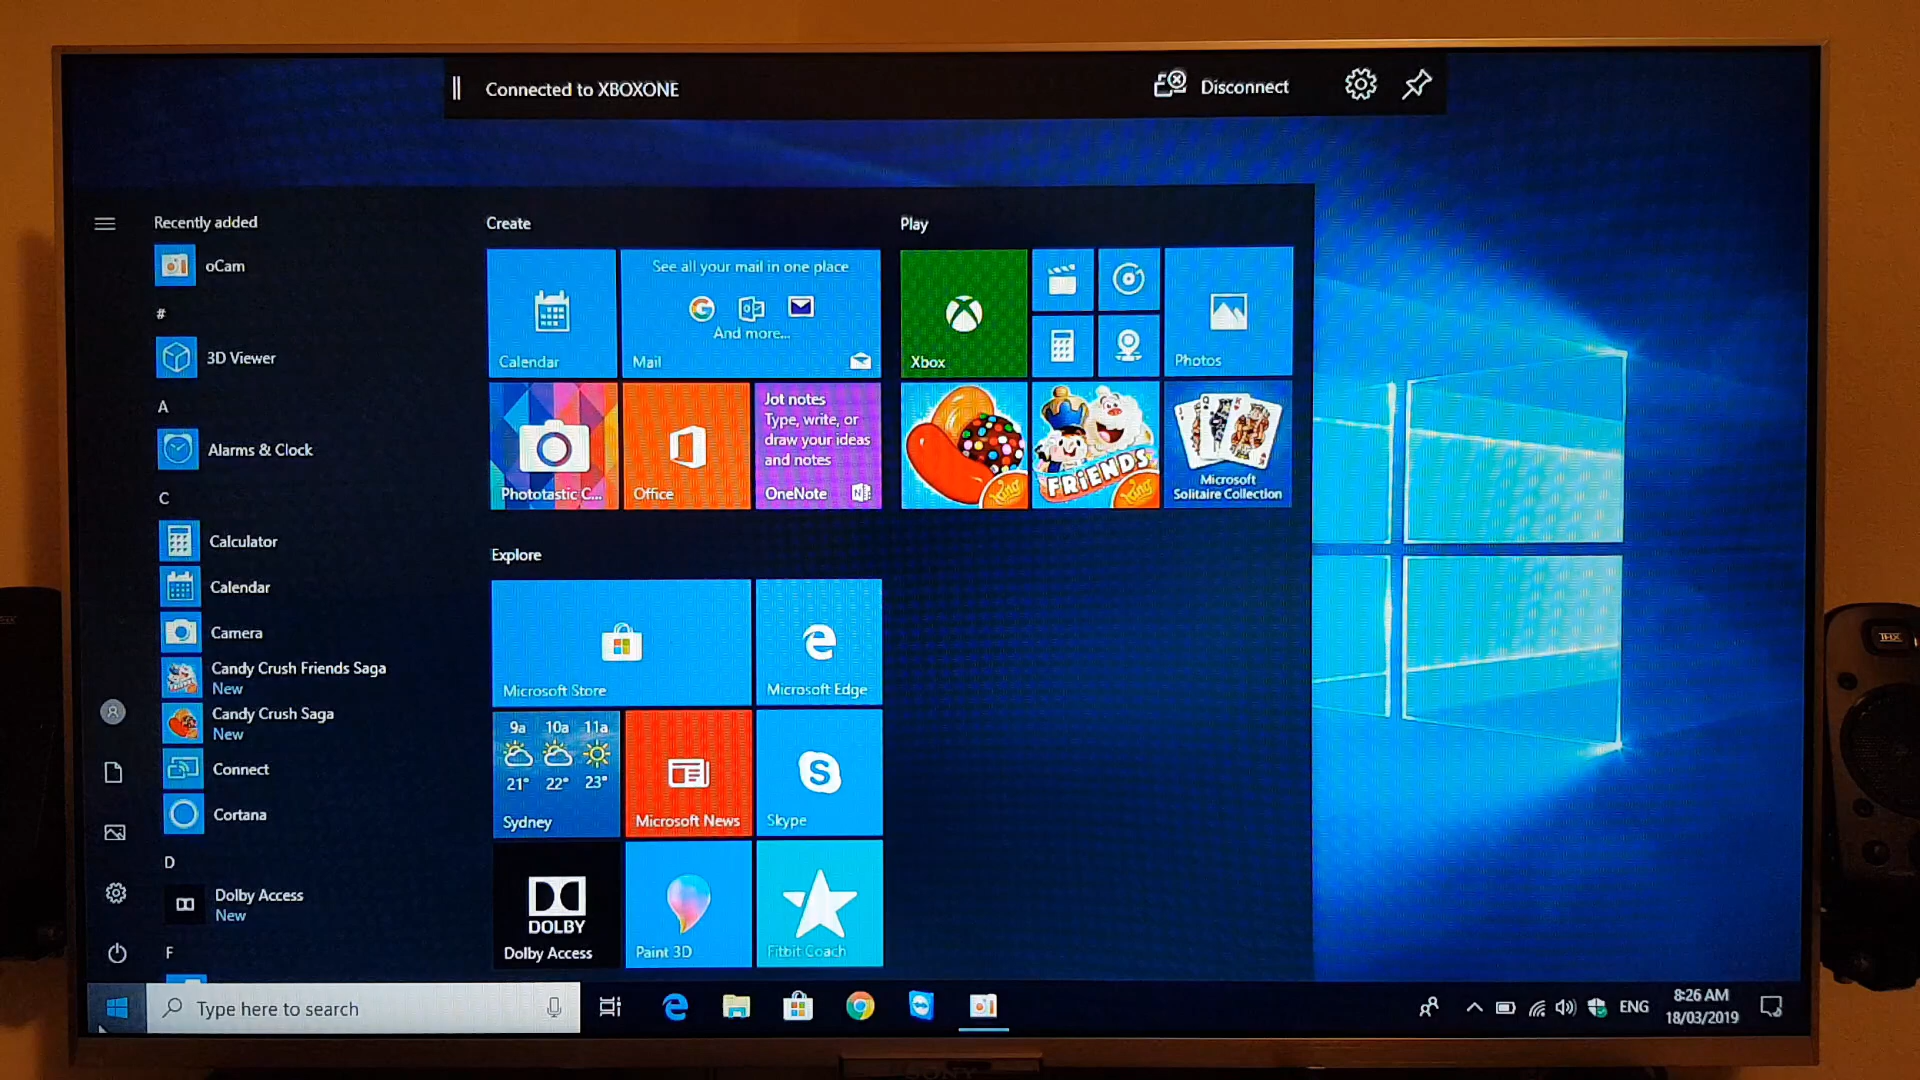 Connected to XBOXONE
Disconnect
Recently added
oCam
#
3D Viewer
A
Alarms & Clock
C
Calculator
Calendar
Camera
Candy Crush Friends Saga
New
Candy Crush Saga
New
Connect
Cortana
D
Dolby Access
New
F
Create
Calendar
See all your mail in one place
And more...
Mail
Phototastic C...
Office
Jot notes
Type, write, or
draw your ideas
and notes
OneNote
Play
Xbox
Photos
King
FRiENDS
King
Microsoft
Solitaire Collection
Explore
Microsoft Store
Microsoft Edge
9a 10a 11a
21° 22° 23°
Sydney
Microsoft News
Skype
DOLBY
Dolby Access
Paint 3D
Fitbit Coach
Type here to search
ENG
8:26 AM
18/03/2019
THX
SONY